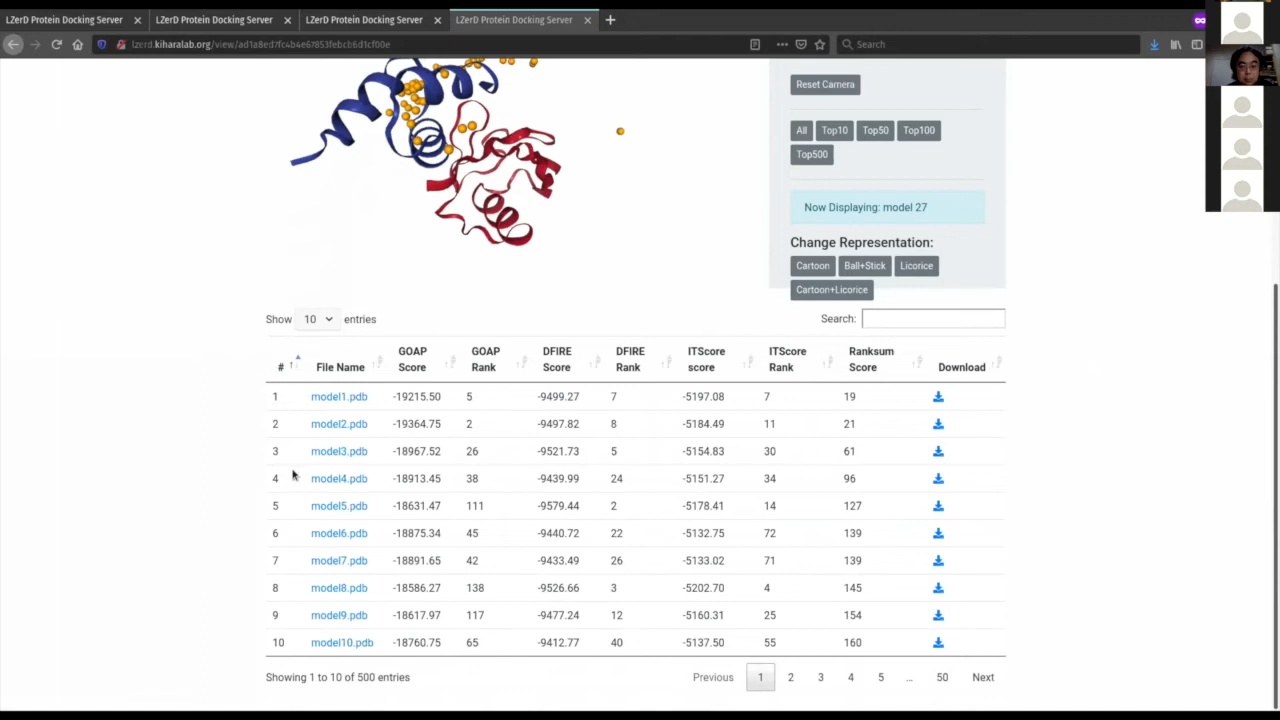 LZerD Protein Docking Server LZerD Protein Docking Server LZerD Protein Docking Server LZerD Protein Docking Server
lzerd.kiharalab.org/view/ad1a8ed7fc4b4e67853febcb6d1cf00e Search
Reset Camera
All Top10 Top50 Top100
Top500
Now Displaying: model 27
Change Representation:
Cartoon Ball+Stick Licorice
Cartoon+Licorice
Show 10 entries Search:
# File Name GOAP Score GOAP Rank DFIRE Score DFIRE Rank ITScore score ITScore Rank Ranksum Score Download
1 model1.pdb -19215.50 5 -9499.27 7 -5197.08 7 19
2 model2.pdb -19364.75 2 -9497.82 8 -5184.49 11 21
3 model3.pdb -18967.52 26 -9521.73 5 -5154.83 30 61
4 model4.pdb -18913.45 38 -9439.99 24 -5151.27 34 96
5 model5.pdb -18631.47 111 -9579.44 2 -5178.41 14 127
6 model6.pdb -18875.34 45 -9440.72 22 -5132.75 72 139
7 model7.pdb -18891.65 42 -9433.49 26 -5133.02 71 139
8 model8.pdb -18586.27 138 -9526.66 3 -5202.70 4 145
9 model9.pdb -18617.97 117 -9477.24 12 -5160.31 25 154
10 model10.pdb -18760.75 65 -9412.77 40 -5137.50 55 160
Showing 1 to 10 of 500 entries Previous 1 2 3 4 5 … 50 Next